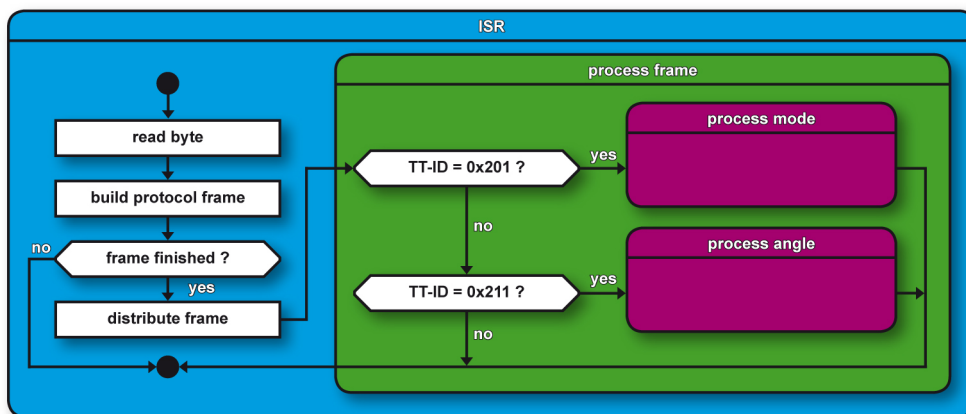 ISR
read byte
build protocol frame
no
frame finished ?
yes
distribute frame
process frame
TT-ID = 0x201 ?
yes
process mode
no
TT-ID = 0x211 ?
yes
process angle
no